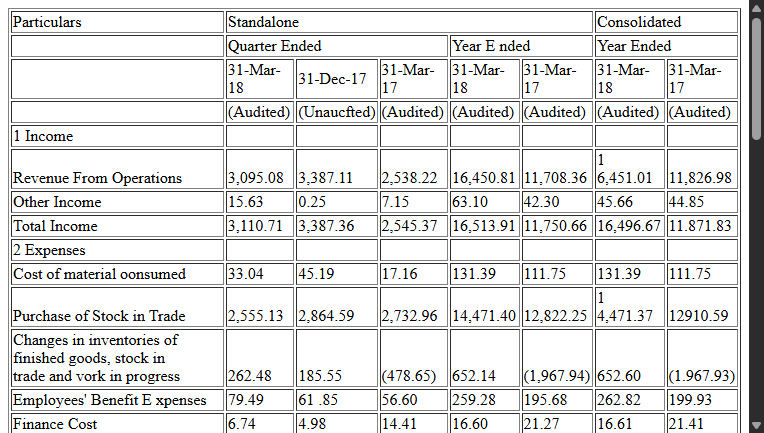 Particulars Standalone Consolidated
Quarter Ended Year E nded Year Ended
31-Mar-18 31-Dec-17 31-Mar-17 31-Mar-18 31-Mar-17 31-Mar-18 31-Mar-17
(Audited) (Unaucfted) (Audited) (Audited) (Audited) (Audited) (Audited)
1 Income
Revenue From Operations 3,095.08 3,387.11 2,538.22 16,450.81 11,708.36 1 6,451.01 11,826.98
Other Income 15.63 0.25 7.15 63.10 42.30 45.66 44.85
Total Income 3,110.71 3,387.36 2,545.37 16,513.91 11,750.66 16,496.67 11.871.83
2 Expenses
Cost of material oonsumed 33.04 45.19 17.16 131.39 111.75 131.39 111.75
Purchase of Stock in Trade 2,555.13 2,864.59 2,732.96 14,471.40 12,822.25 1 4,471.37 12910.59
Changes in inventories of
finished goods, stock in
trade and vork in progress 262.48 185.55 (478.65) 652.14 (1,967.94) 652.60 (1.967.93)
Employees' Benefit E xpenses 79.49 61 .85 56.60 259.28 195.68 262.82 199.93
Finance Cost 6.74 4.98 14.41 16.60 21.27 16.61 21.41